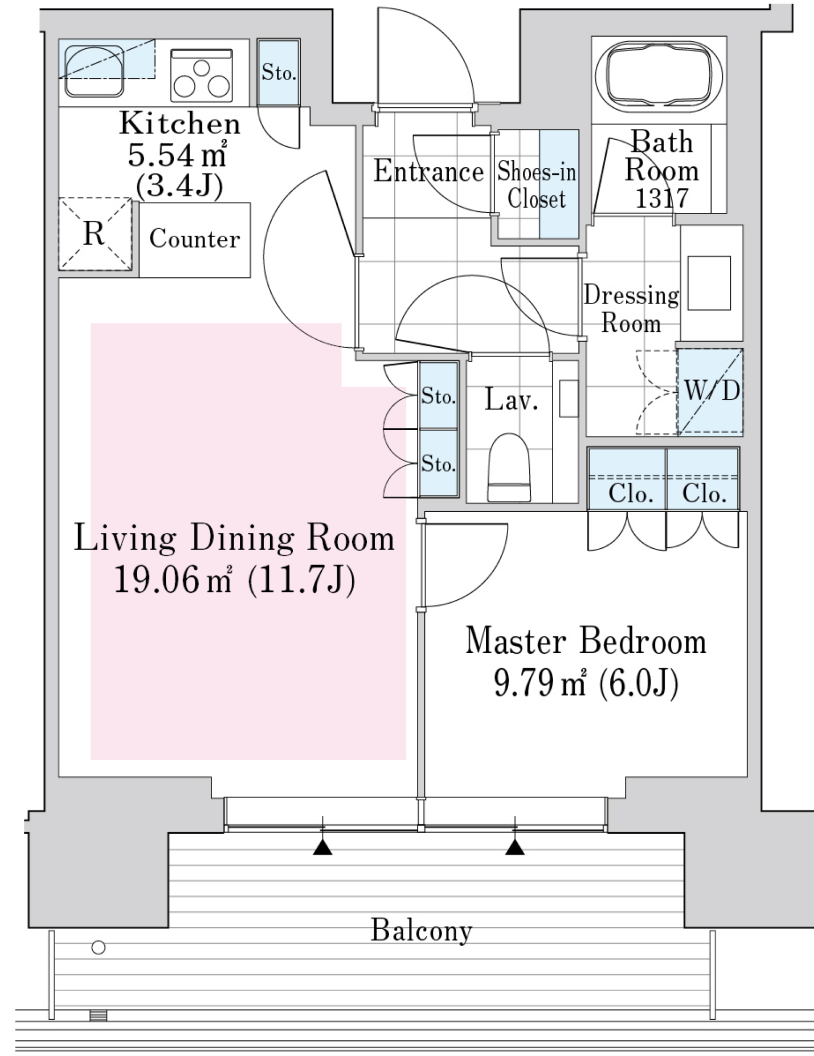 Sto.
Kitchen
5.54㎡
(3.4J)
R
Counter
Entrance
Shoes-in
Closet
Bath
Room
1317
Dressing
Room
W/D
Sto.
Sto.
Lav.
Clo.
Clo.
Living Dining Room
19.06㎡ (11.7J)
Master Bedroom
9.79㎡ (6.0J)
Balcony